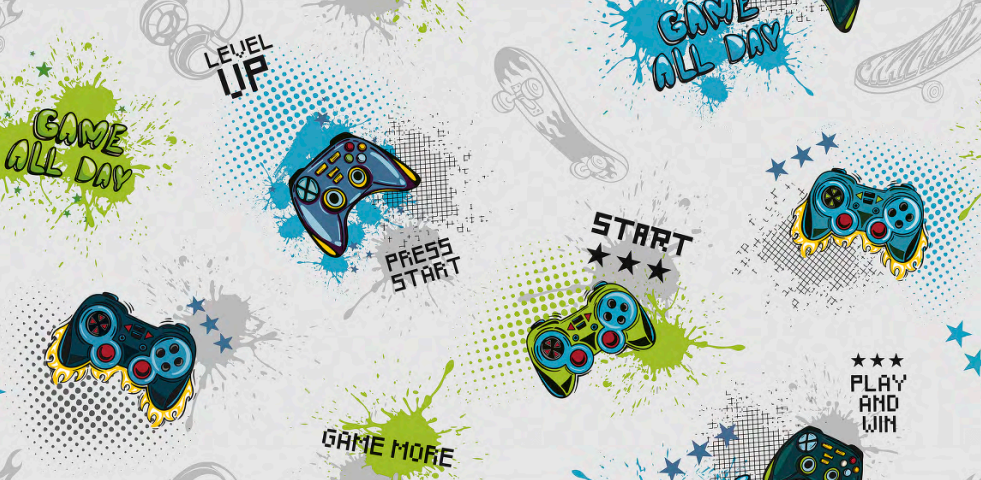 GAME
ALL DAY
LEVEL
UP
GAME
ALL DAY
PRESS
START
START
GAME MORE
PLAY
AND
WIN